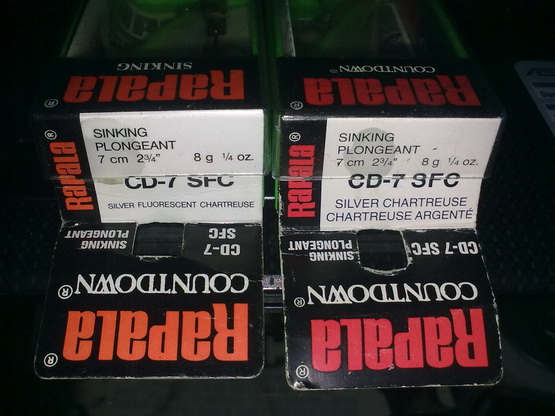 Rapala®
SINKING
Rapala®
SINKING
PLONGEANT
7 cm 2¾" 8 g ¼ oz.
CD-7 SFC
SILVER FLUORESCENT CHARTREUSE
CD-7
SFC
SINKING
PLONGEANT
COUNTDOWN®
Rapala®
Rapala®
COUNTDOWN
Rapala®
SINKING
PLONGEANT
7 cm 2¾" 8 g ¼ oz.
CD-7 SFC
SILVER CHARTREUSE
CHARTREUSE ARGENTÉ
CD-7 SFC
SINKING
PLONGEANT
COUNTDOWN®
Rapala®